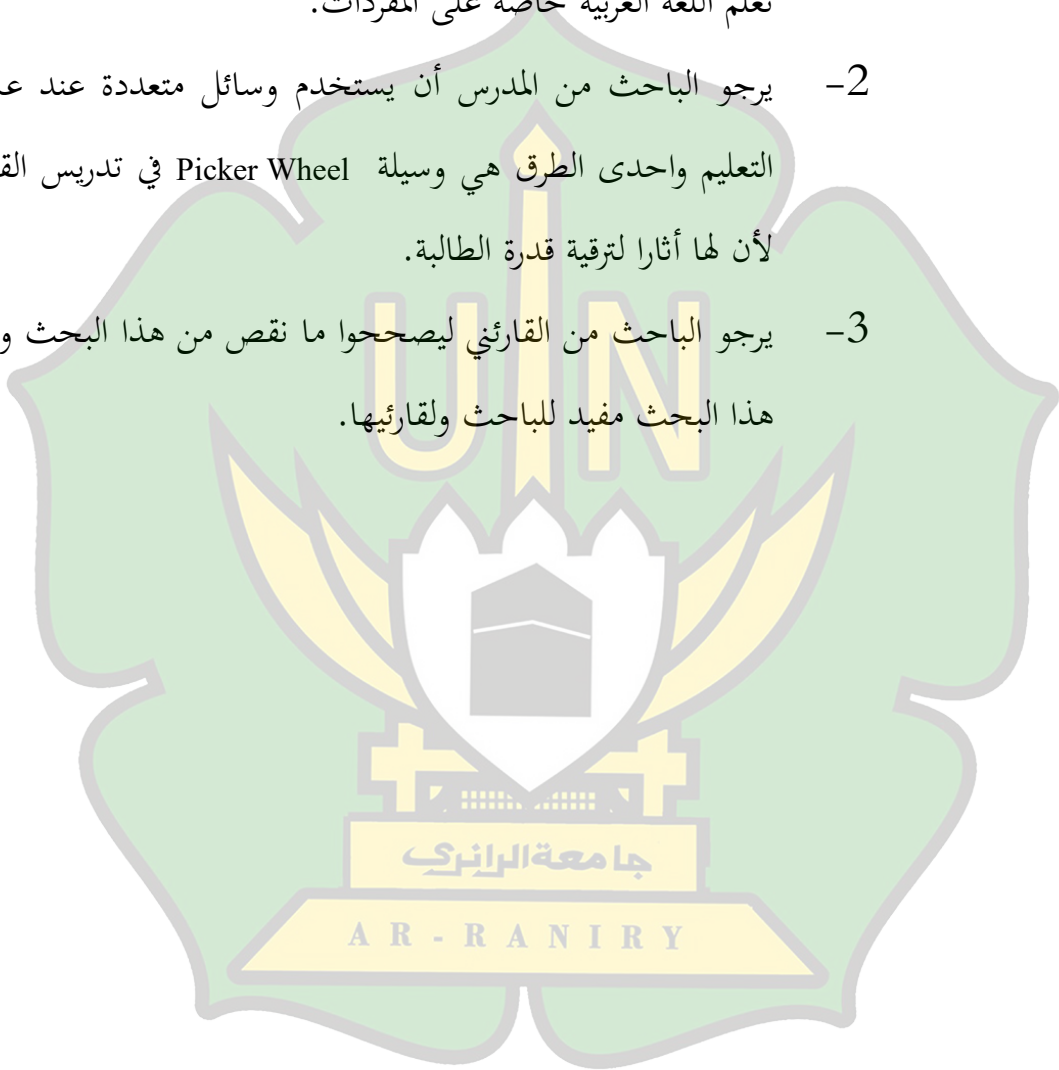 تعلم اللغة العربية خاصة على المفردات.
2- يرجو الباحث من المدرس أن يستخدم وسائل متعددة عند
التعليم واحدى الطرق هي وسيلة Picker Wheel في تدريس
لأن لها أثارا لترقية قدرة الطالبة.
3- يرجو الباحث من القارئني ليصححوا ما نقص من هذا البحث
هذا البحث مفيد للباحث ولقارئيها.
UIN
جامعةالرانري
AR-RANIRY